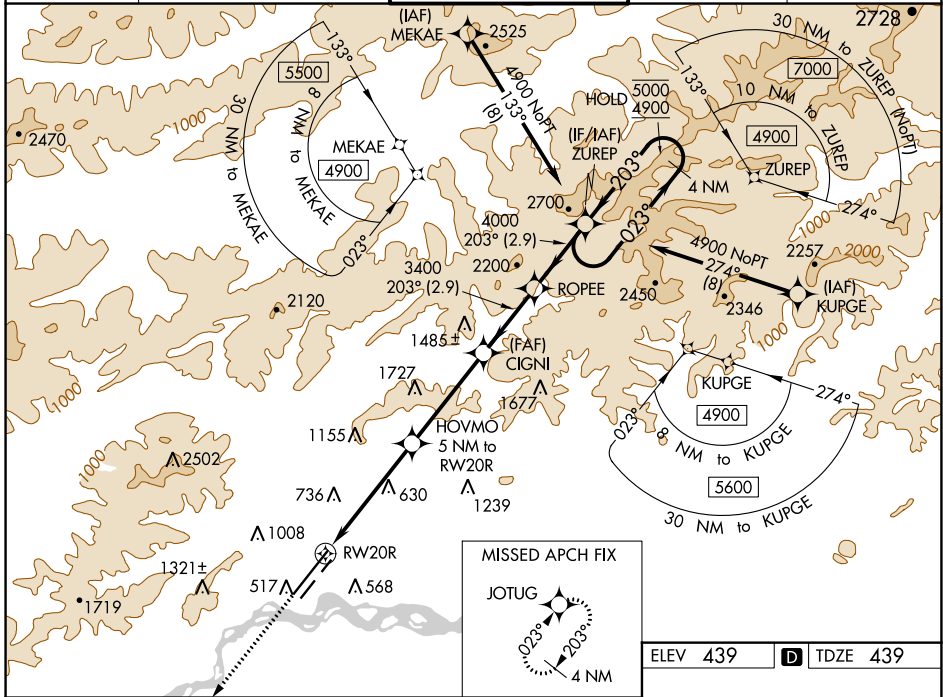 (IAF)
MEKAE
2525
2728
30 NM to ZUREP (NoPT)
133°
5500
8 NM to MEKAE
30 NM to MEKAE
MEKAE
4900
023°
1000
2470
4900 NoPT
133°
(8)
HOLD
5000
4900
(IF/IAF)
ZUREP
203°
023°
4 NM
133°
7000
10 NM to ZUREP
4900
ZUREP
274°
1000
2700
4000
203° (2.9)
2200
3400
203° (2.9)
ROPEE
4900 NoPT
274°
(8)
2257
2000
2450
2346
(IAF)
KUPGE
1000
2120
1485±
(FAF)
CIGNI
1727
1677
KUPGE
274°
023°
4900
8 NM to KUPGE
5600
30 NM to KUPGE
1000
1155
HOVMO
5 NM to
RW20R
1000
2502
736
630
1239
1008
RW20R
1321±
517
568
1719
MISSED APCH FIX
JOTUG
023°
203°
4 NM
ELEV 439
D
TDZE 439